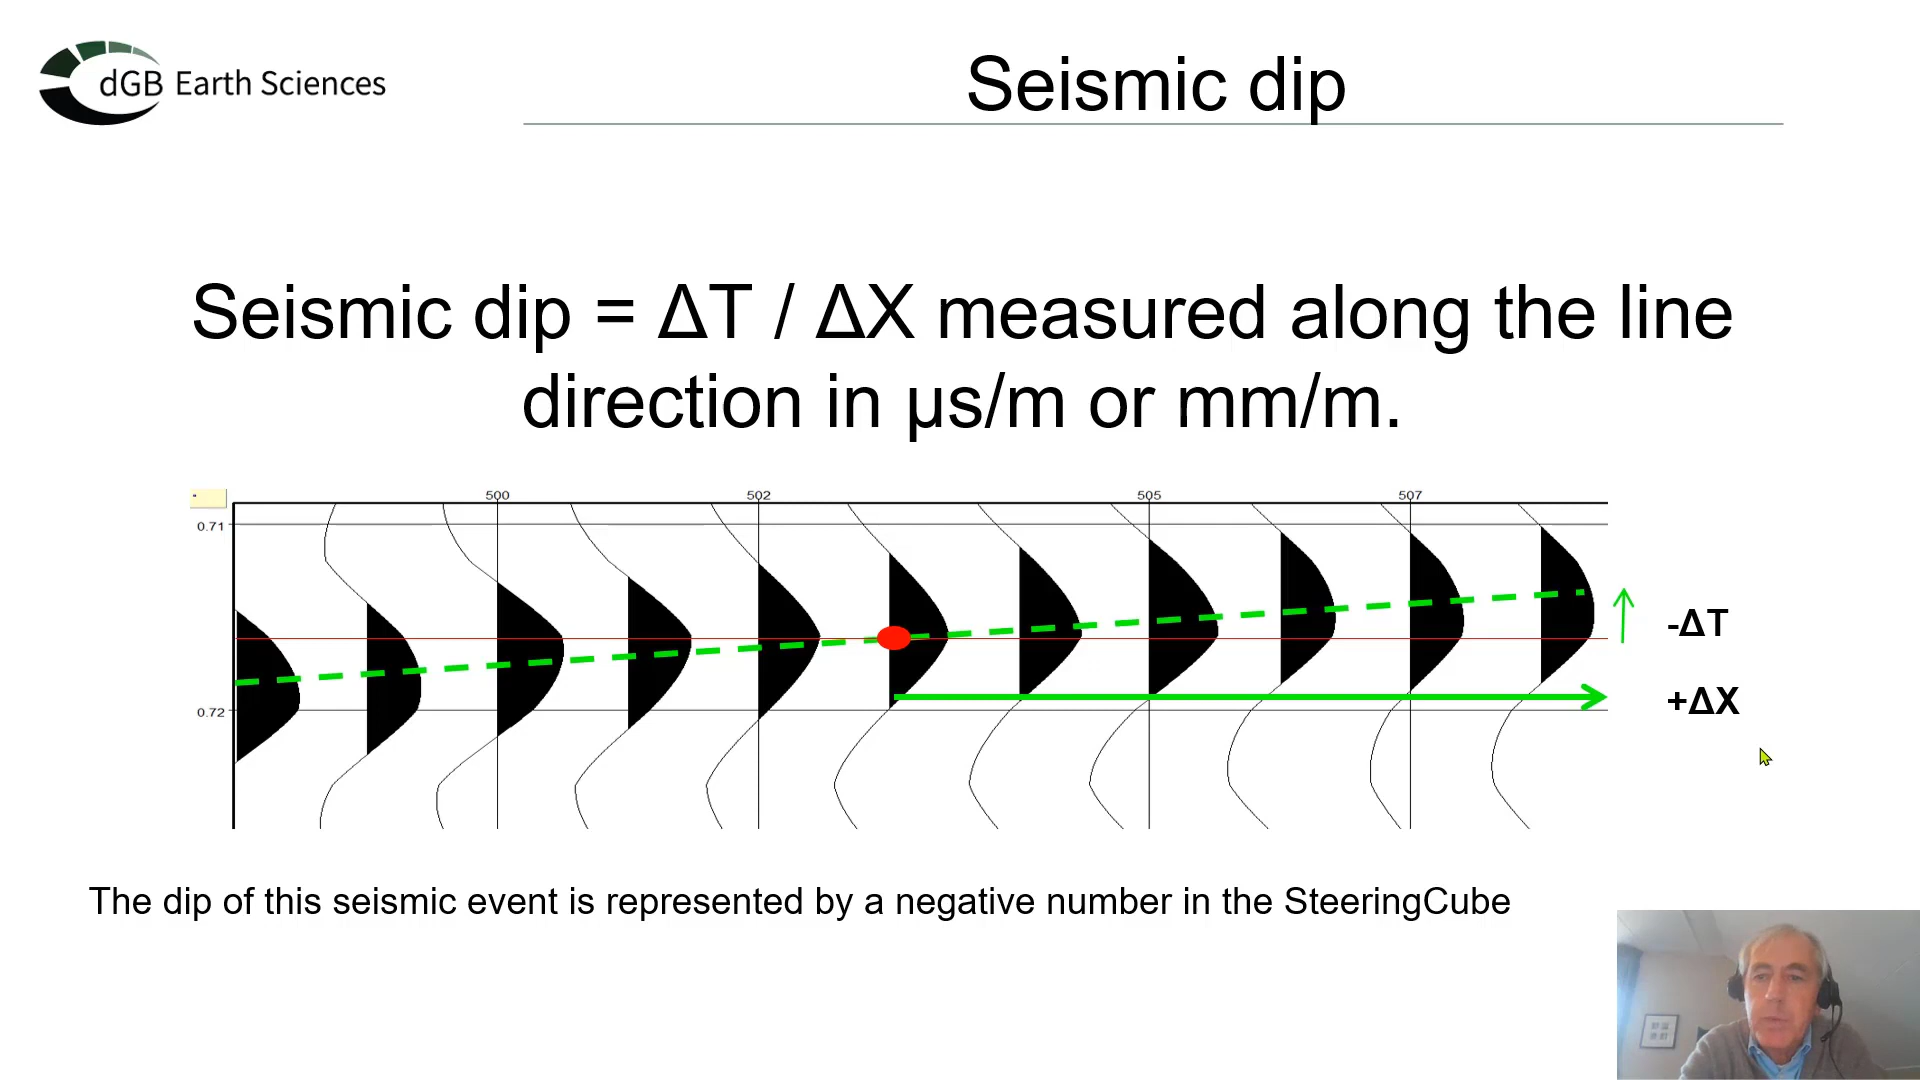 dGB Earth Sciences
Seismic dip
Seismic dip = ΔT / ΔX measured along the line
direction in µs/m or mm/m.
500 502 505 507
0.71
-ΔT
+ΔX
0.72
The dip of this seismic event is represented by a negative number in the SteeringCube